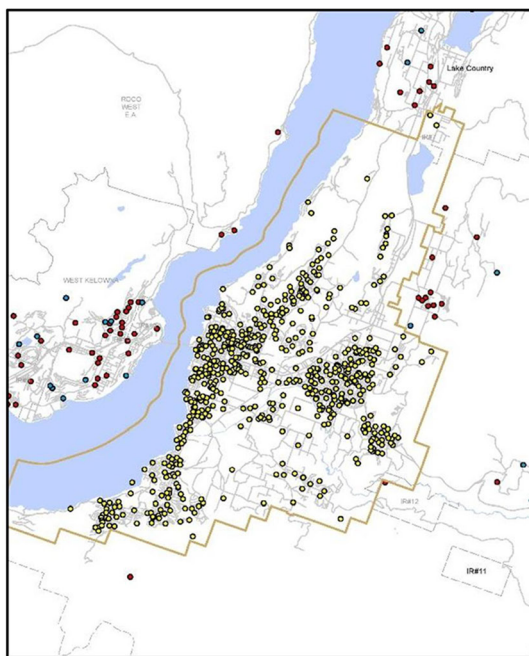 Lake Country
RDCO
WEST
E.A.
WEST KELOWNA
IR#12
IR#11